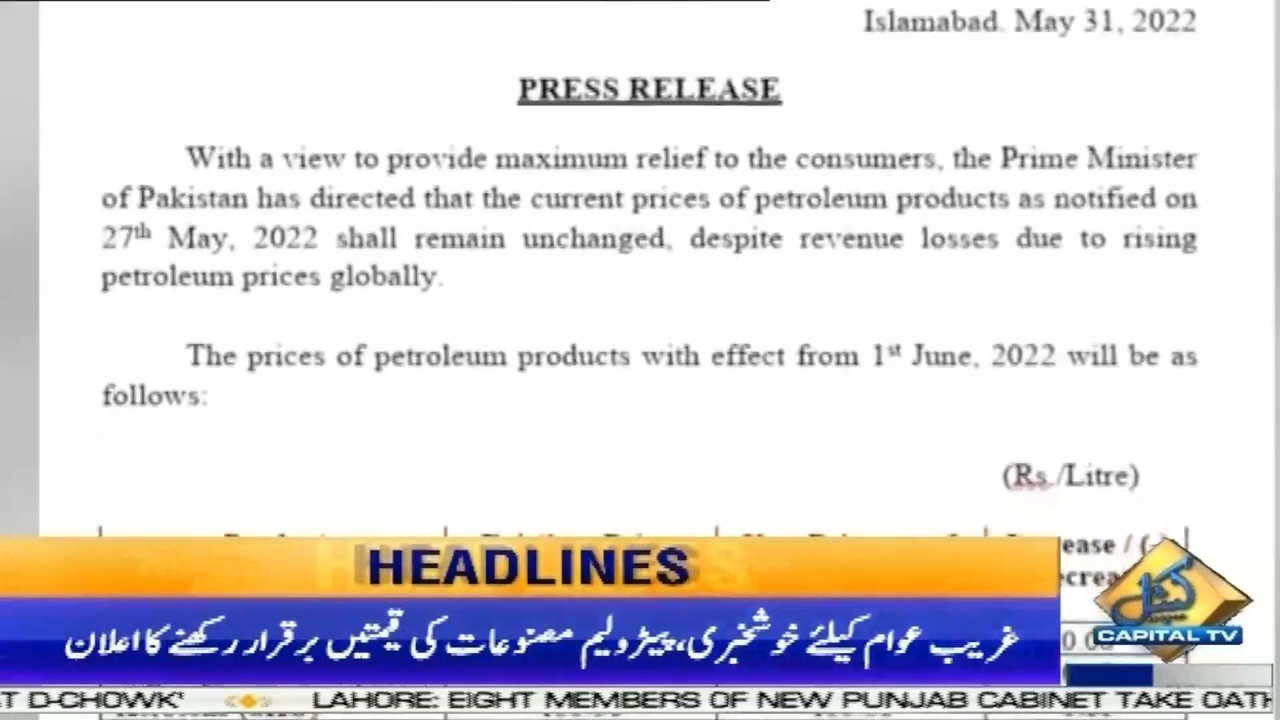 Islamabad. May 31, 2022
PRESS RELEASE
With a view to provide maximum relief to the consumers, the Prime Minister
of Pakistan has directed that the current prices of petroleum products as notified on
27th May, 2022 shall remain unchanged, despite revenue losses due to rising
petroleum prices globally.
The prices of petroleum products with effect from 1st June, 2022 will be as
follows:
(Rs./Litre)
HEADLINES
غریب عوام کیلئے خوشخبری، پیٹرولیم مصنوعات کی قیمتیں برقرار رکھنے کا اعلان
کیپیٹل
CAPITAL TV
D-CHOWK' LAHORE: EIGHT MEMBERS OF NEW PUNJAB CABINET TAKE